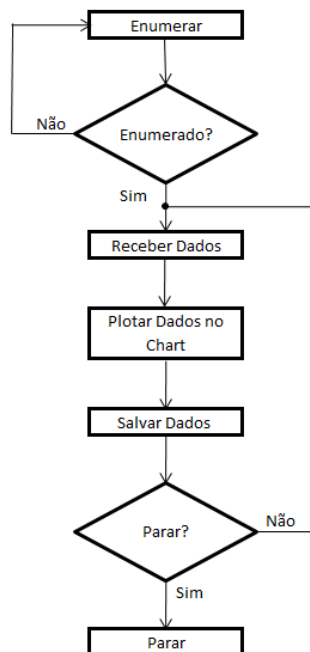 Enumerar
Não
Enumerado?
Sim
Receber Dados
Plotar Dados no
Chart
Salvar Dados
Parar?
Não
Sim
Parar